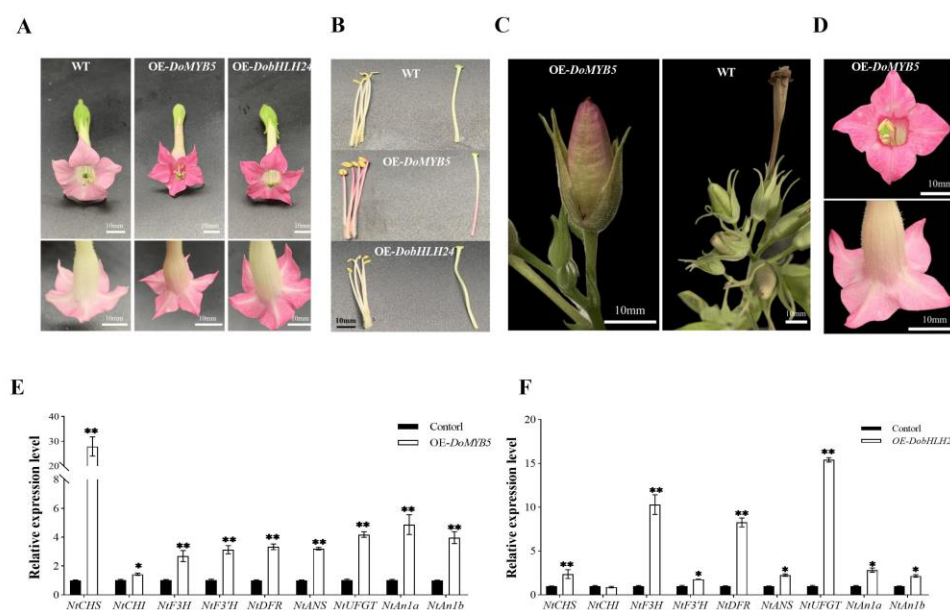 A
B
C
D
WT
OE-DoMYB5
OE-DobHLH24
10mm
10mm
10mm
10mm
10mm
10mm
WT
OE-DoMYB5
OE-DobHLH24
10mm
OE-DoMYB5
10mm
WT
10mm
OE-DoMYB5
10mm
10mm
E
Relative expression level
40
30
20
8
6
4
2
0
Contorl
OE-DoMYB5
**
*
**
**
**
**
**
**
**
NtCHS NtCHI NtF3H NtF3'H NtDFR NtANS NtUFGT NtAn1a NtAn1b
F
Relative expression level
20
15
10
5
0
Contorl
OE-DobHLH2
**
**
*
**
*
**
*
*
NtCHS NtCHI NtF3H NtF3'H NtDFR NtANS NtUFGT NtAn1a NtAn1b